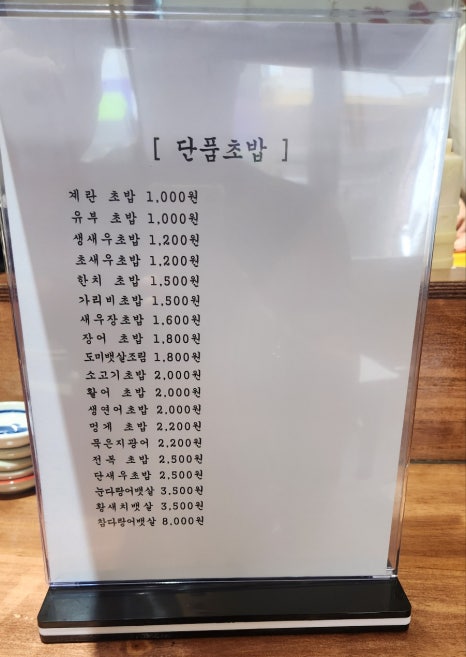 [ 단품초밥 ]
계란 초밥 1,000원
유부 초밥 1,000원
생새우초밥 1,200원
초새우초밥 1,200원
한치 초밥 1,500원
가리비초밥 1,500원
새우장초밥 1,600원
장어 초밥 1,800원
도미뱃살조림 1,800원
소고기초밥 2,000원
활어 초밥 2,000원
생연어초밥 2,000원
멍게 초밥 2,200원
묵은지광어 2,200원
전복 초밥 2,500원
단새우초밥 2,500원
눈다랑어뱃살 3,500원
황새치뱃살 3,500원
참다랑어뱃살 8,000원